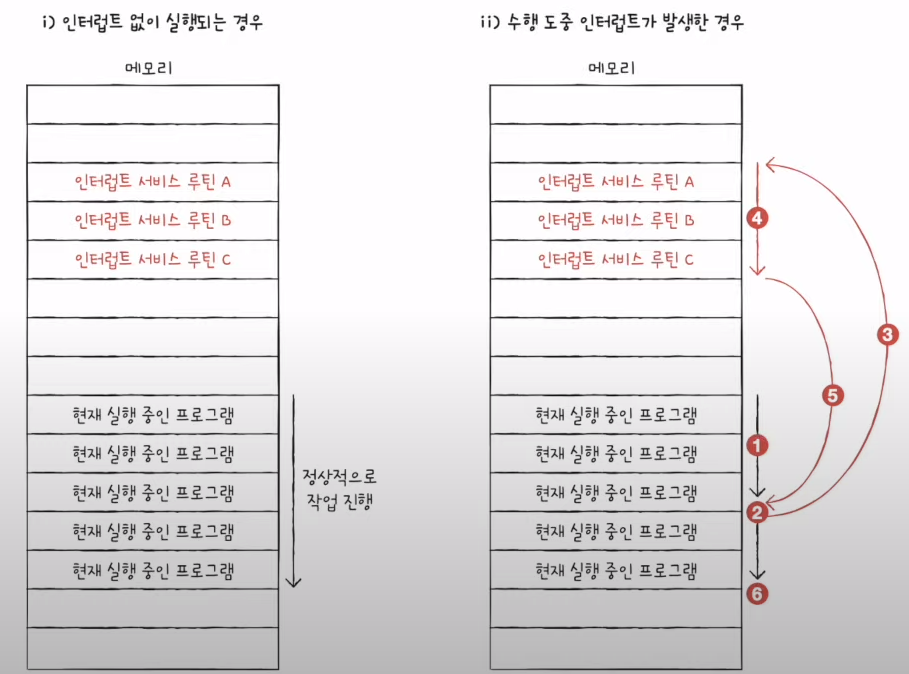 i) 인터럽트 없이 실행되는 경우
메모리
인터럽트 서비스 루틴 A
인터럽트 서비스 루틴 B
인터럽트 서비스 루틴 C
현재 실행 중인 프로그램
현재 실행 중인 프로그램
현재 실행 중인 프로그램
현재 실행 중인 프로그램
현재 실행 중인 프로그램
정상적으로
작업 진행
ii) 수행 도중 인터럽트가 발생한 경우
메모리
인터럽트 서비스 루틴 A
인터럽트 서비스 루틴 B
인터럽트 서비스 루틴 C
현재 실행 중인 프로그램
현재 실행 중인 프로그램
현재 실행 중인 프로그램
현재 실행 중인 프로그램
현재 실행 중인 프로그램
4
3
5
1
2
6